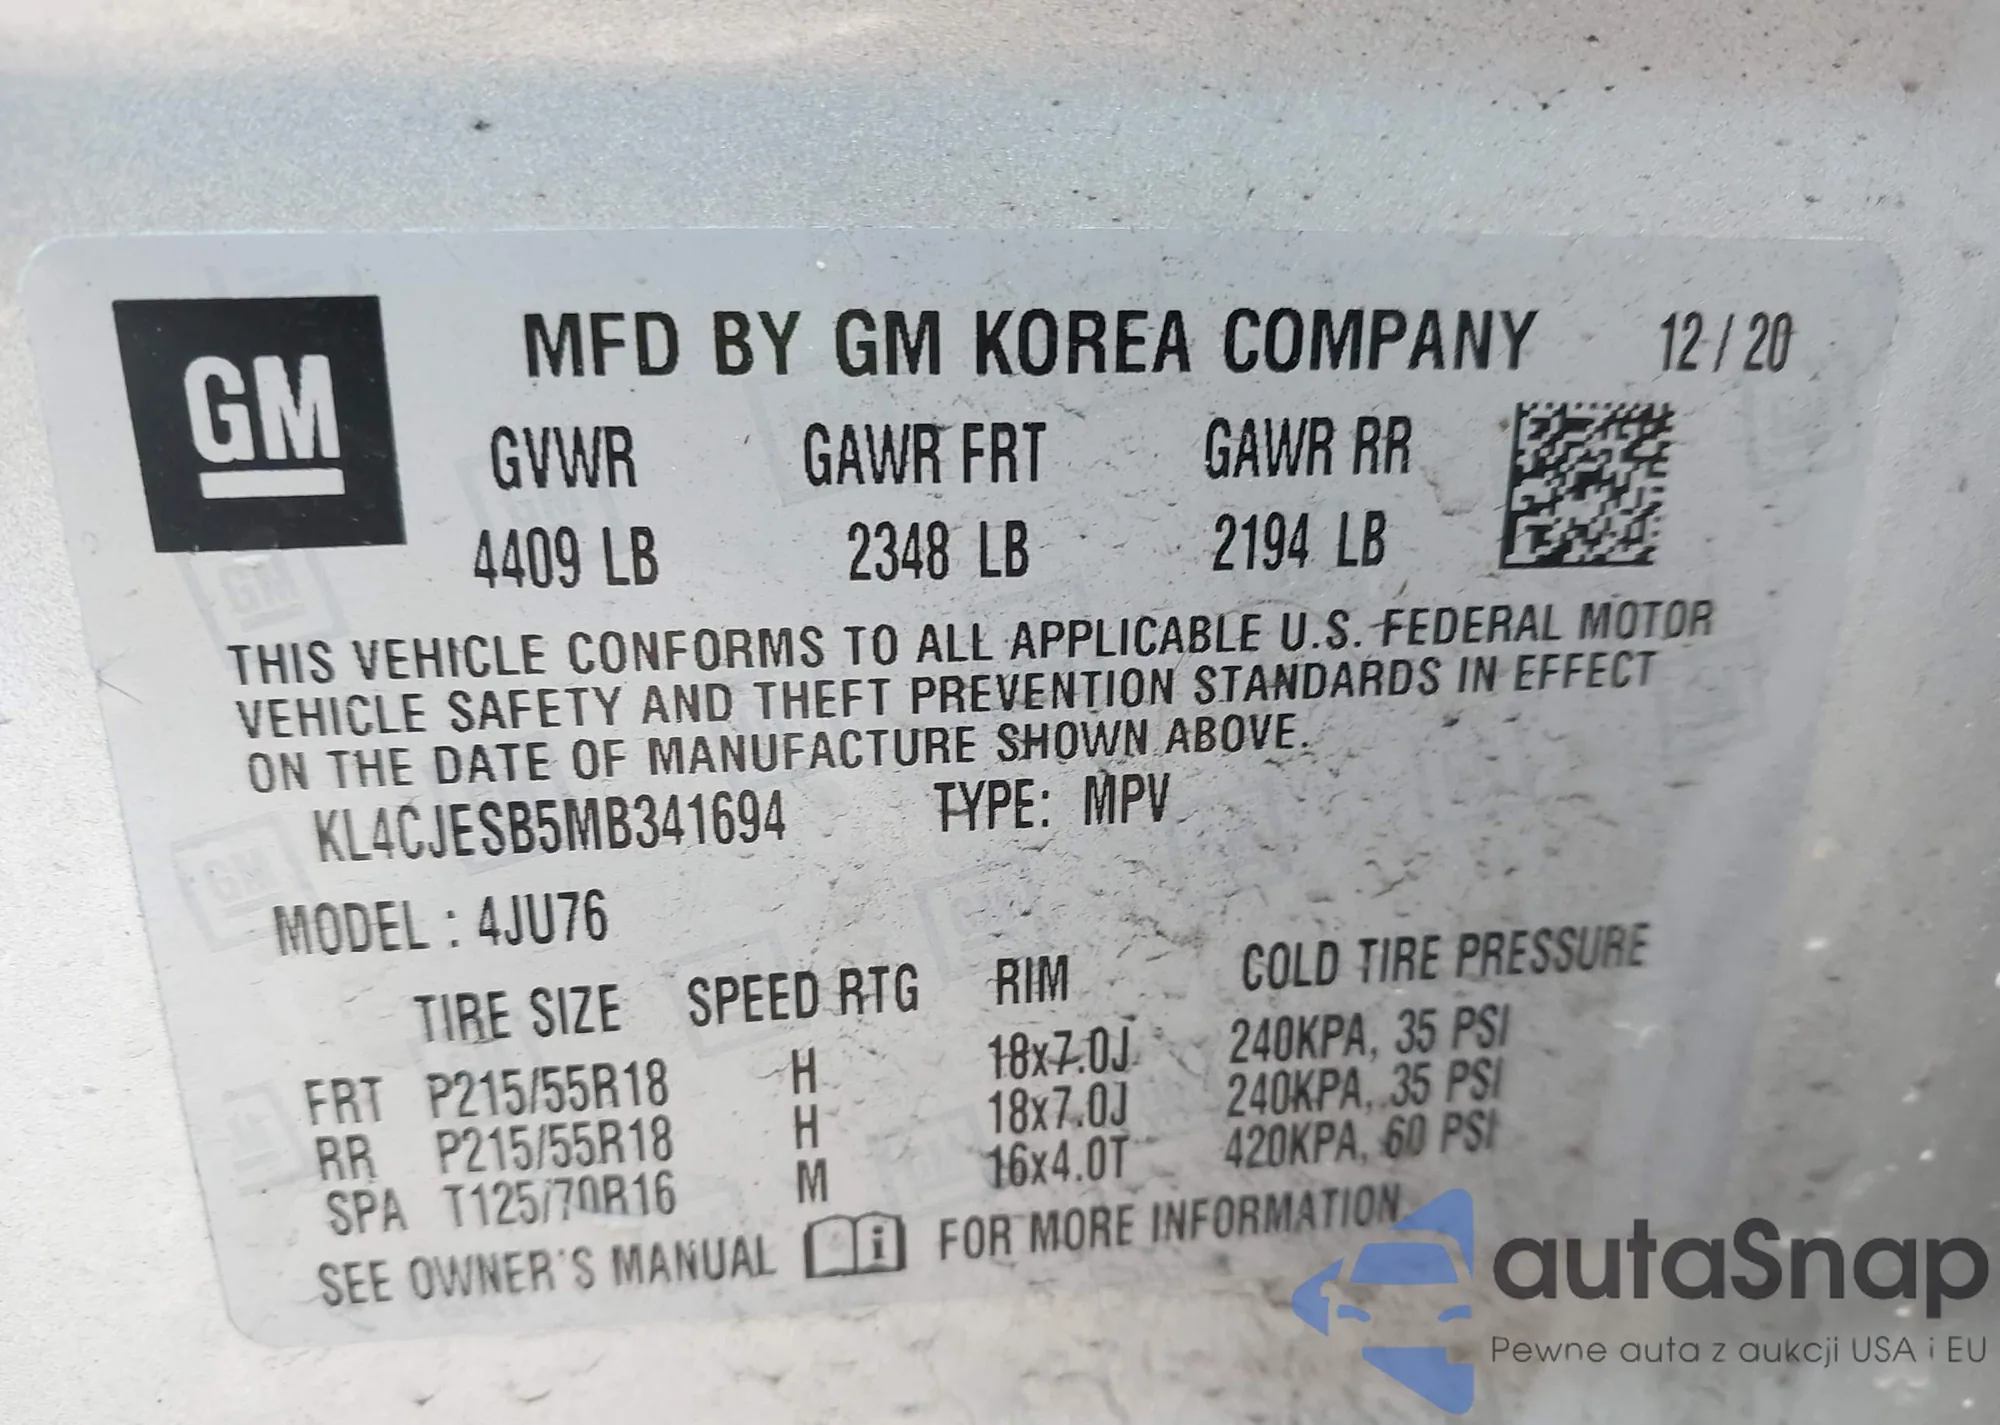 GM
MFD BY GM KOREA COMPANY 12/20
GVWR GAWR FRT GAWR RR
4409 LB 2348 LB 2194 LB
THIS VEHICLE CONFORMS TO ALL APPLICABLE U.S. FEDERAL MOTOR
VEHICLE SAFETY AND THEFT PREVENTION STANDARDS IN EFFECT
ON THE DATE OF MANUFACTURE SHOWN ABOVE.
KL4CJESB5MB341694 TYPE: MPV
MODEL : 4JU76
TIRE SIZE SPEED RTG RIM COLD TIRE PRESSURE
FRT P215/55R18 H 18x7.0J 240KPA, 35 PSI
RR P215/55R18 H 18x7.0J 240KPA, 35 PSI
SPA T125/70R16 M 16x4.0T 420KPA, 60 PSI
SEE OWNER'S MANUAL i FOR MORE INFORMATION.
autaSnap
Pewne auta z aukcji USA i EU